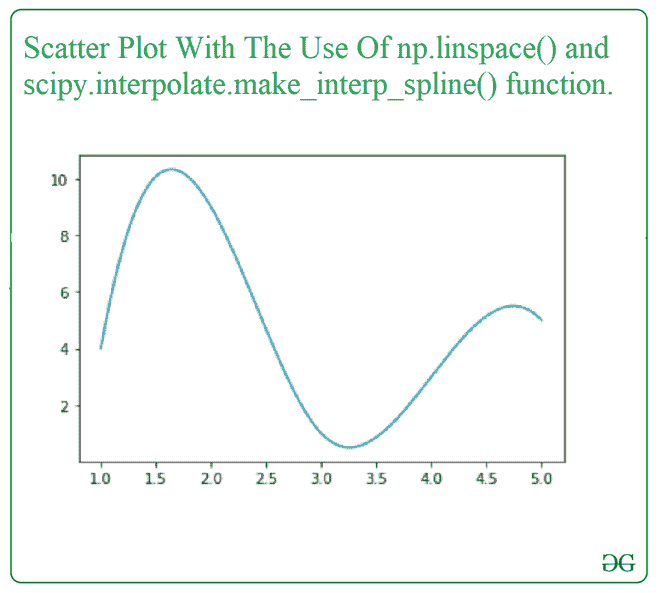 Scatter Plot With The Use Of np.linspace() and
scipy.interpolate.make_interp_spline() function.
10
8
6
4
2
1.0 1.5 2.0 2.5 3.0 3.5 4.0 4.5 5.0